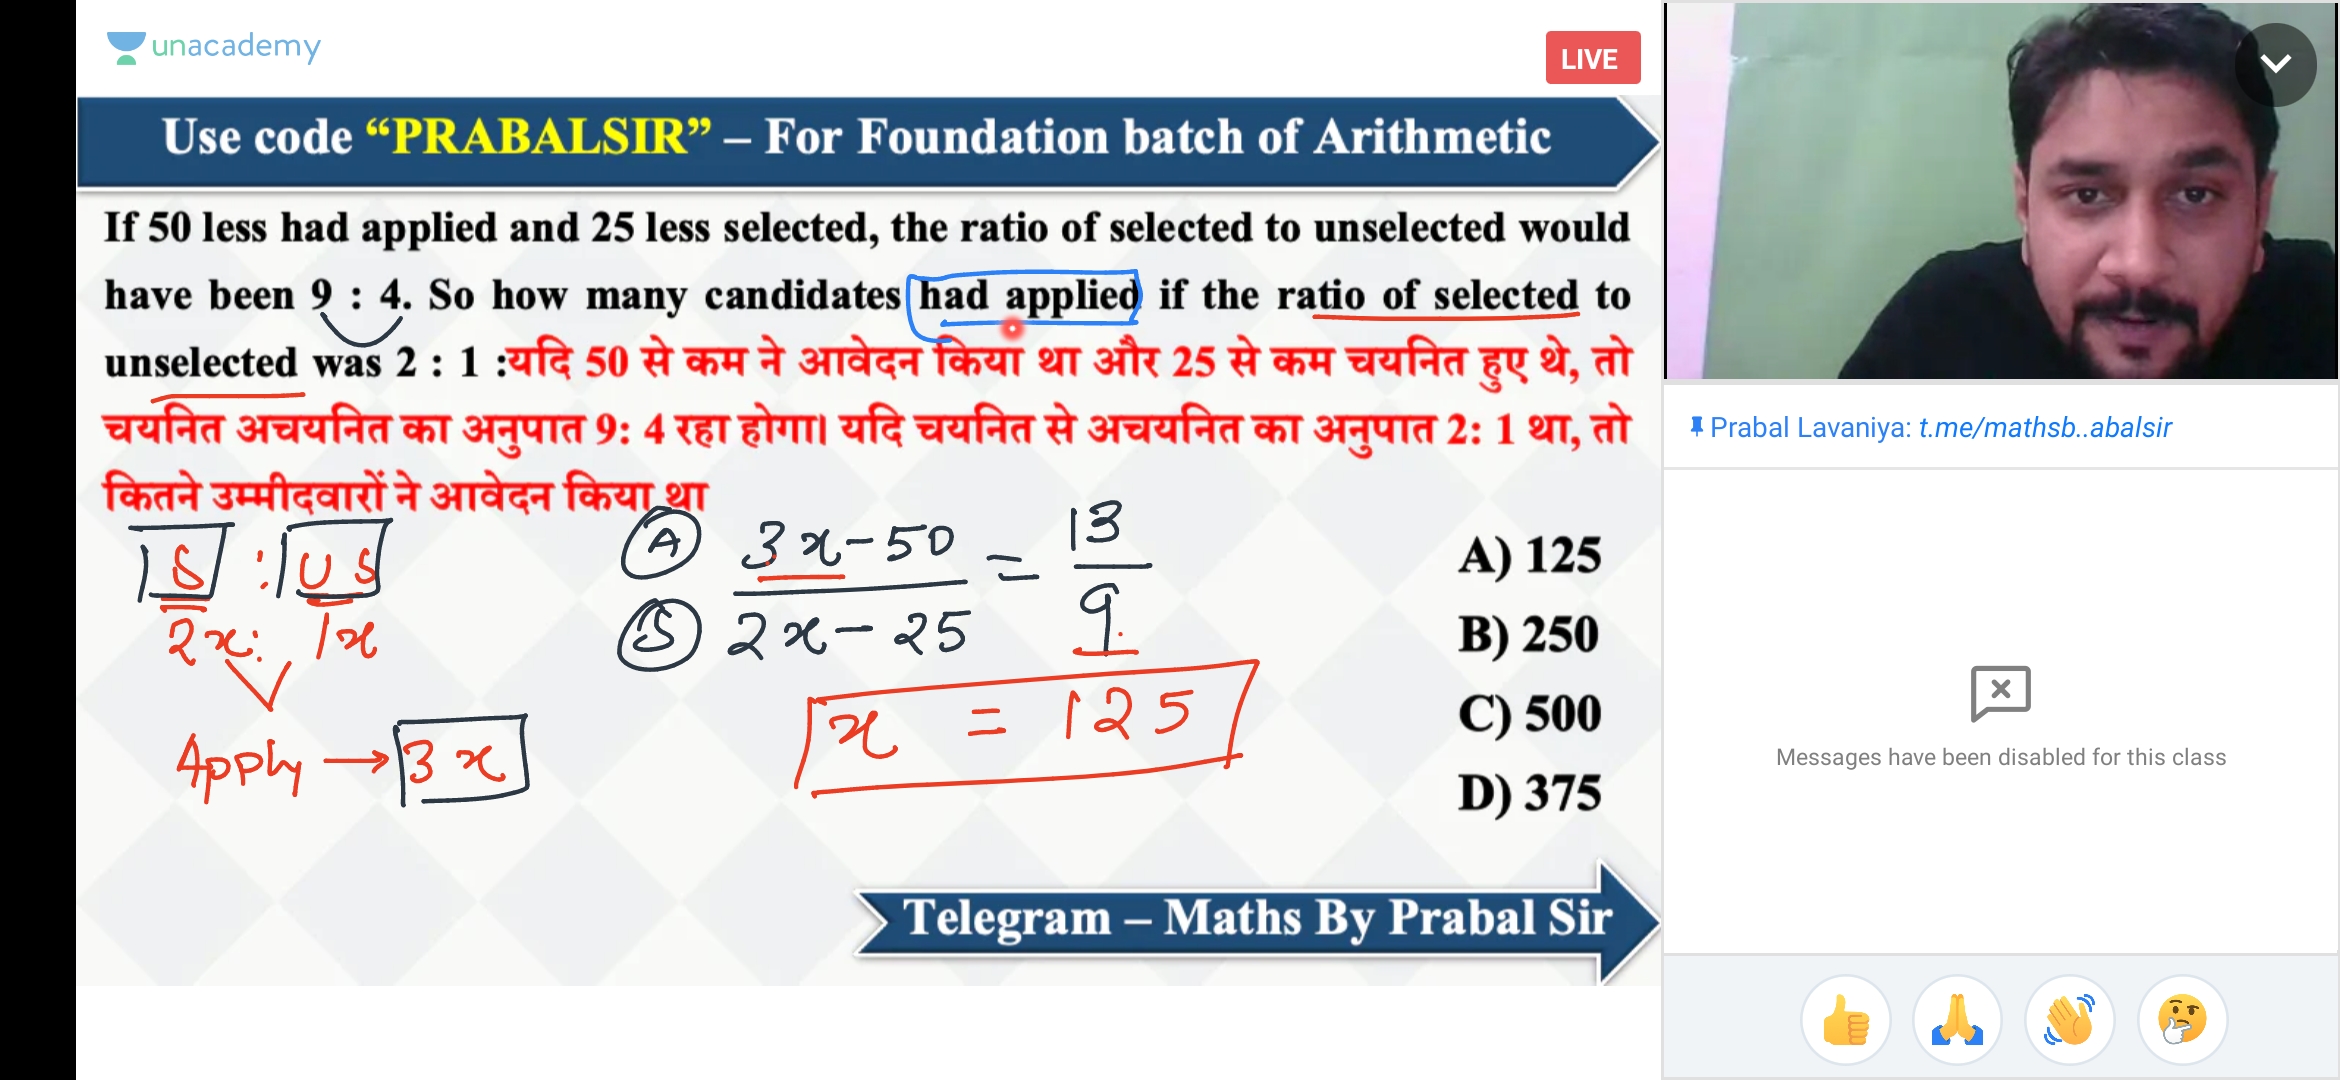 unacademy
LIVE
Use code “PRABALSIR” – For Foundation batch of Arithmetic
If 50 less had applied and 25 less selected, the ratio of selected to unselected would
have been 9 : 4. So how many candidates had applied if the ratio of selected to
unselected was 2 : 1 :यदि 50 से कम ने आवेदन किया था और 25 से कम चयनित हुए थे, तो
चयनित अचयनित का अनुपात 9: 4 रहा होगा। यदि चयनित से अचयनित का अनुपात 2: 1 था, तो
कितने उम्मीदवारों ने आवेदन किया था
S : US
2x : 1x
Apply → 3x
A 3x - 50 = 13
S 2x - 25 9
x = 125
A) 125
B) 250
C) 500
D) 375
Telegram – Maths By Prabal Sir
Prabal Lavaniya: t.me/mathsb..abalsir
Messages have been disabled for this class